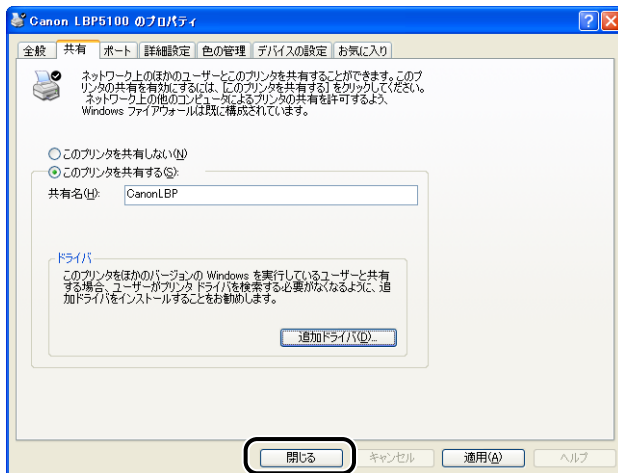 Canon LBP5100 のプロパティ
全般 共有 ポート 詳細設定 色の管理 デバイスの設定 お気に入り
ネットワーク上のほかのユーザーとこのプリンタを共有することができます。このプ
リンタの共有を有効にするには、[このプリンタを共有する] をクリックしてください。
ネットワーク上の他のコンピュータによるプリンタの共有を許可するよう、
Windows ファイアウォールは既に構成されています。
このプリンタを共有しない(N)
このプリンタを共有する(S):
共有名(H): CanonLBP
ドライバ
このプリンタをほかのバージョンの Windows を実行しているユーザーと共有
する場合、ユーザーがプリンタ ドライバを検索する必要がなくなるように、追
加ドライバをインストールすることをお勧めします。
追加ドライバ(D)...
閉じる キャンセル 適用(A) ヘルプ